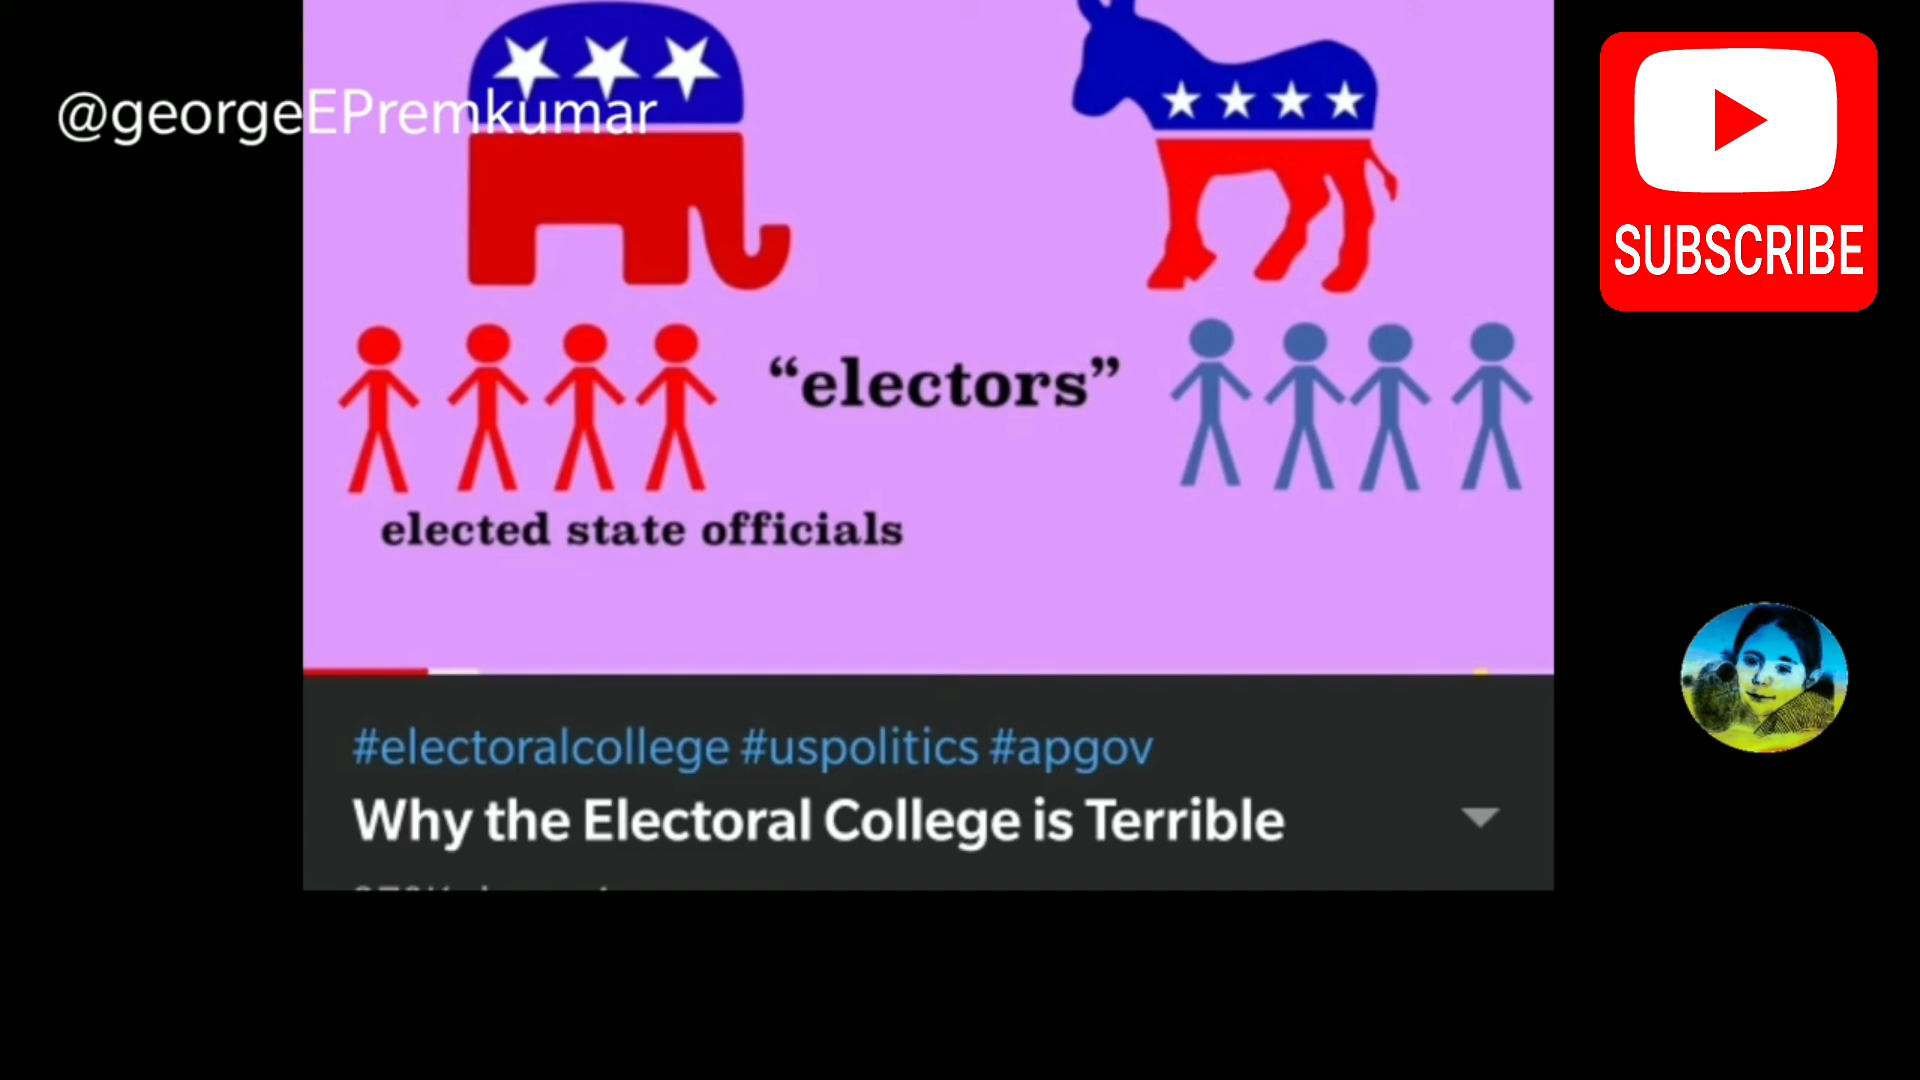 @georgeEPremkumar
SUBSCRIBE
“electors”
elected state officials
#electoralcollege #uspolitics #apgov
Why the Electoral College is Terrible